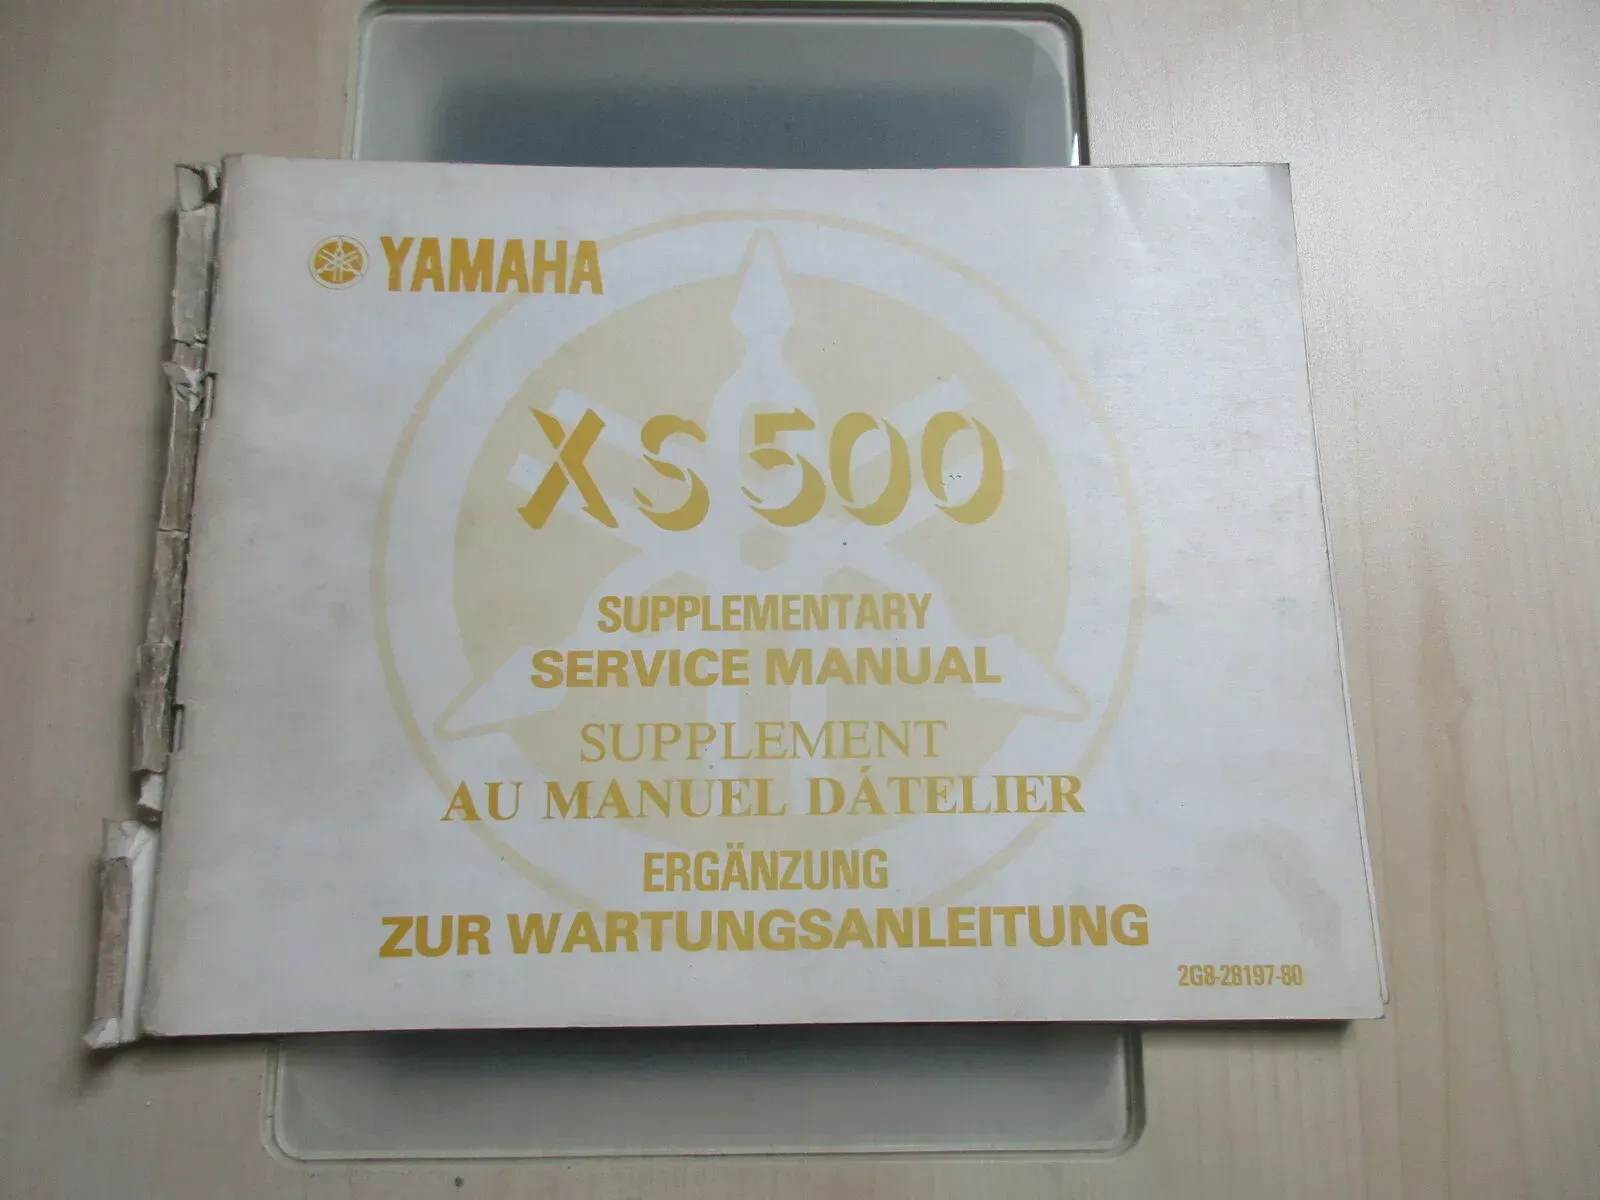 YAMAHA
XS500
SUPPLEMENTARY
SERVICE MANUAL
SUPPLEMENT
AU MANUEL DÁTELIER
ERGÄNZUNG
ZUR WARTUNGSANLEITUNG
2G8-28197-80